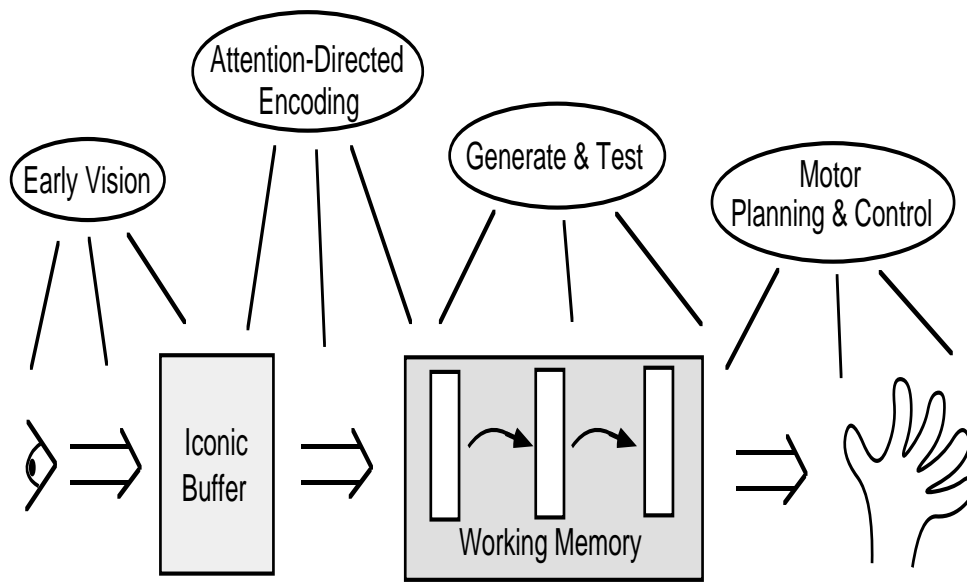 Attention-Directed
Encoding
Generate & Test
Early Vision
Motor
Planning & Control
Iconic
Buffer
Working Memory